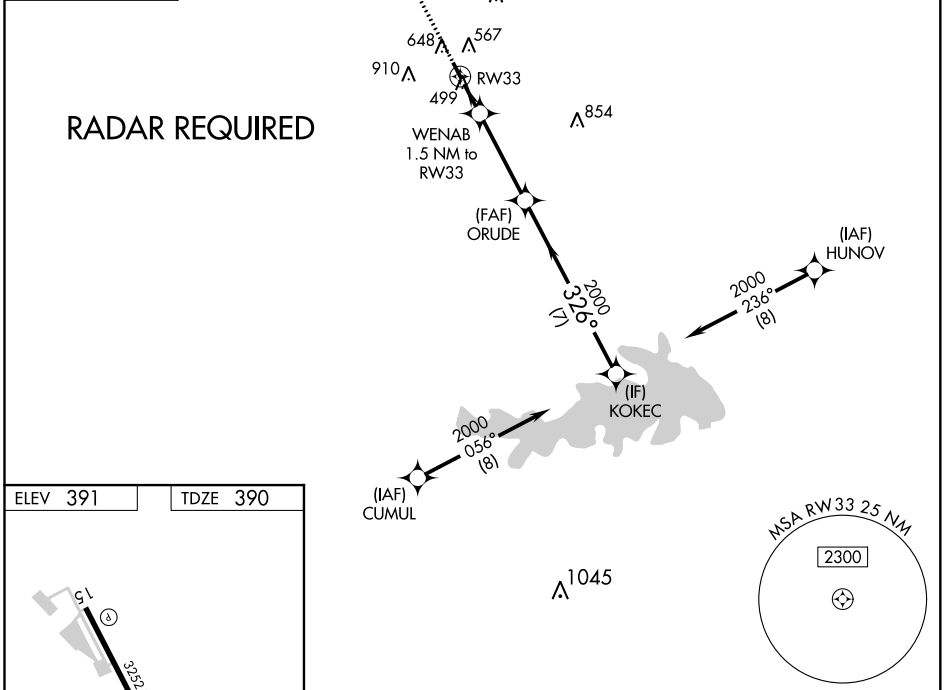 648
567
910
RW33
499
854
RADAR REQUIRED
WENAB
1.5 NM to
RW33
(FAF)
ORUDE
(IAF)
HUNOV
2000
236°
(8)
2000
326°
(7)
(IF)
KOKEC
2000
056°
(8)
(IAF)
CUMUL
ELEV 391
TDZE 390
MSA RW33 25 NM
2300
1045
15
P
3252